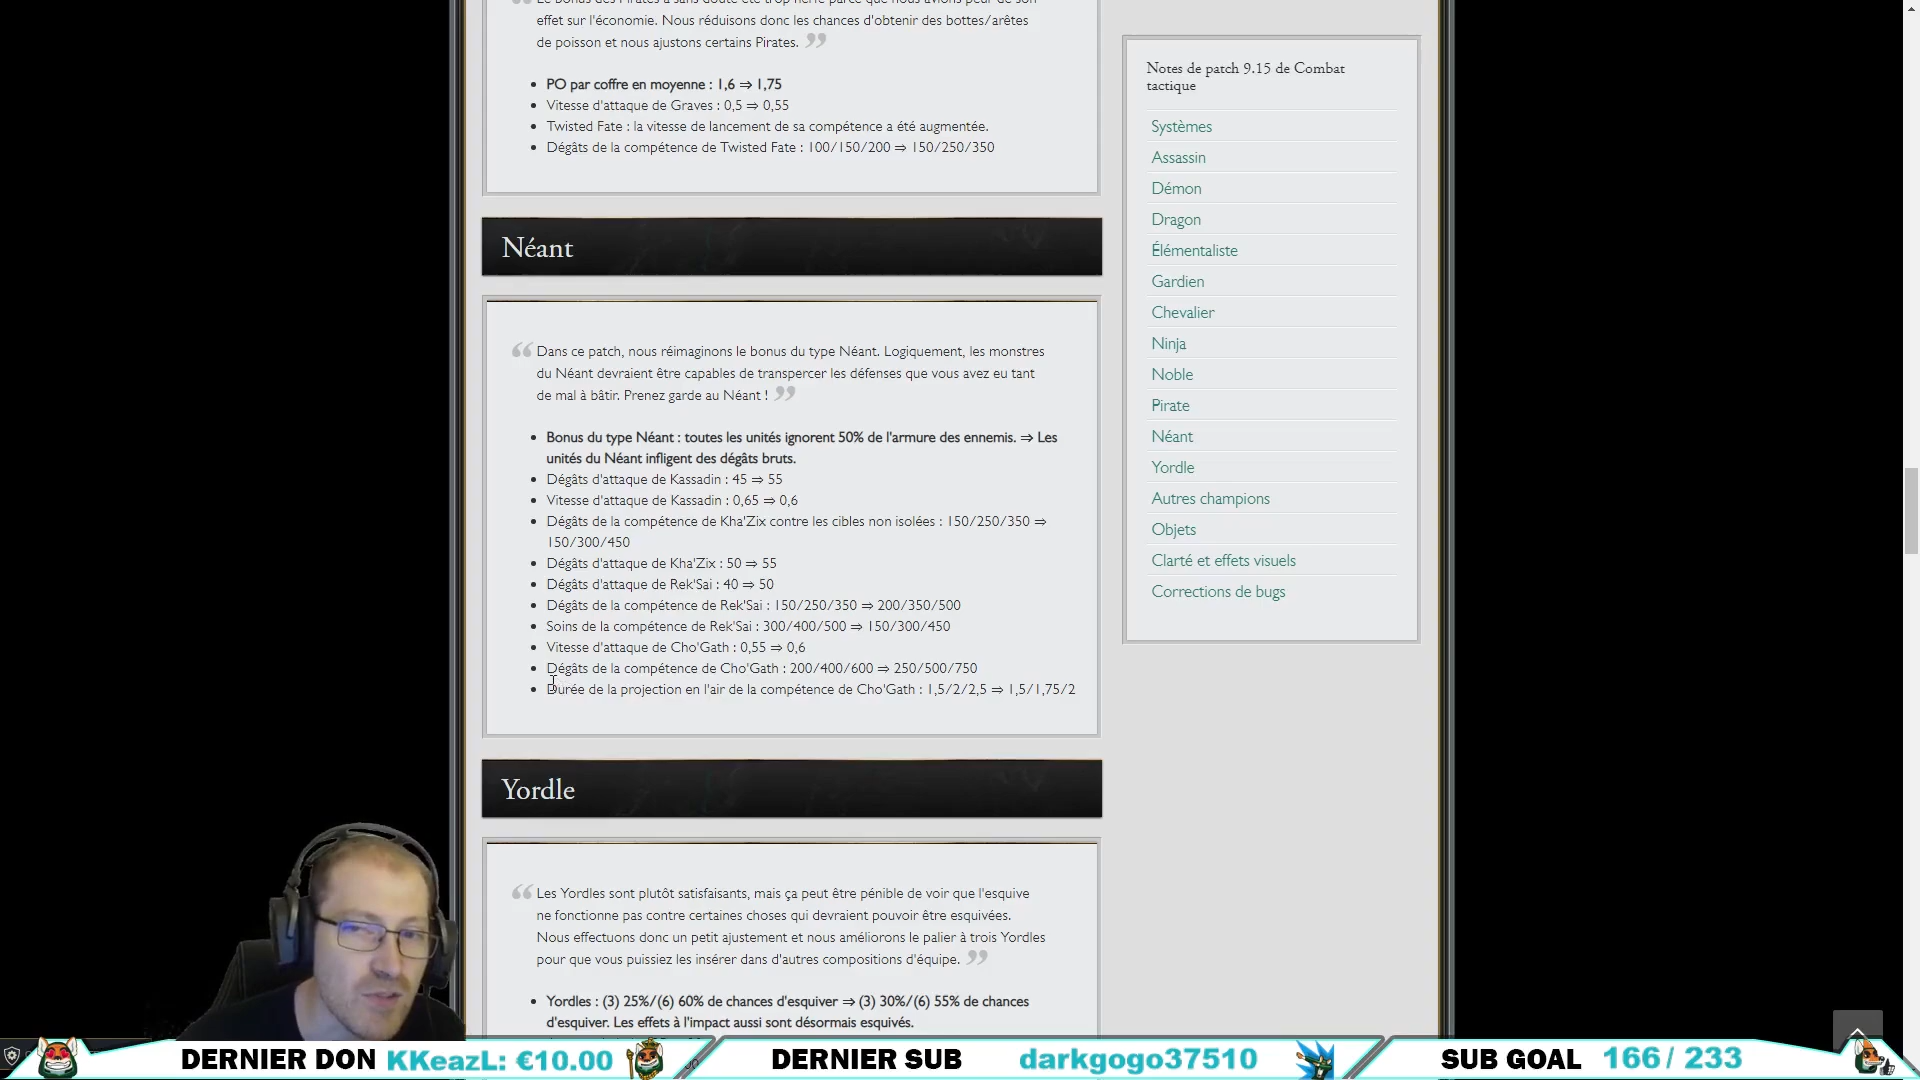 effet sur l'économie. Nous réduisons donc les chances d'obtenir des bottes/arêtes
de poisson et nous ajustons certains Pirates.
PO par coffre en moyenne : 1,6 ⇒ 1,75
Vitesse d'attaque de Graves : 0,5 ⇒ 0,55
Twisted Fate : la vitesse de lancement de sa compétence a été augmentée.
Dégâts de la compétence de Twisted Fate : 100/150/200 ⇒ 150/250/350
Néant
Dans ce patch, nous réimaginons le bonus du type Néant. Logiquement, les monstres
du Néant devraient être capables de transpercer les défenses que vous avez eu tant
de mal à bâtir. Prenez garde au Néant !
Bonus du type Néant : toutes les unités ignorent 50% de l'armure des ennemis. ⇒ Les
unités du Néant infligent des dégâts bruts.
Dégâts d'attaque de Kassadin : 45 ⇒ 55
Vitesse d'attaque de Kassadin : 0,65 ⇒ 0,6
Dégâts de la compétence de Kha'Zix contre les cibles non isolées : 150/250/350 ⇒
150/300/450
Dégâts d'attaque de Kha'Zix : 50 ⇒ 55
Dégâts d'attaque de Rek'Sai : 40 ⇒ 50
Dégâts de la compétence de Rek'Sai : 150/250/350 ⇒ 200/350/500
Soins de la compétence de Rek'Sai : 300/400/500 ⇒ 150/300/450
Vitesse d'attaque de Cho'Gath : 0,55 ⇒ 0,6
Dégâts de la compétence de Cho'Gath : 200/400/600 ⇒ 250/500/750
Durée de la projection en l'air de la compétence de Cho'Gath : 1,5/2/2,5 ⇒ 1,5/1,75/2
Yordle
Les Yordles sont plutôt satisfaisants, mais ça peut être pénible de voir que l'esquive
ne fonctionne pas contre certaines choses qui devraient pouvoir être esquivées.
Nous effectuons donc un petit ajustement et nous améliorons le palier à trois Yordles
pour que vous puissiez les insérer dans d'autres compositions d'équipe.
Yordles : (3) 25%/(6) 60% de chances d'esquiver ⇒ (3) 30%/(6) 55% de chances
d'esquiver. Les effets à l'impact aussi sont désormais esquivés.
Notes de patch 9.15 de Combat
tactique
Systèmes
Assassin
Démon
Dragon
Élémentaliste
Gardien
Chevalier
Ninja
Noble
Pirate
Néant
Yordle
Autres champions
Objets
Clarté et effets visuels
Corrections de bugs
DERNIER DON KKeazL: €10.00
DERNIER SUB darkgogo37510
SUB GOAL 166 / 233